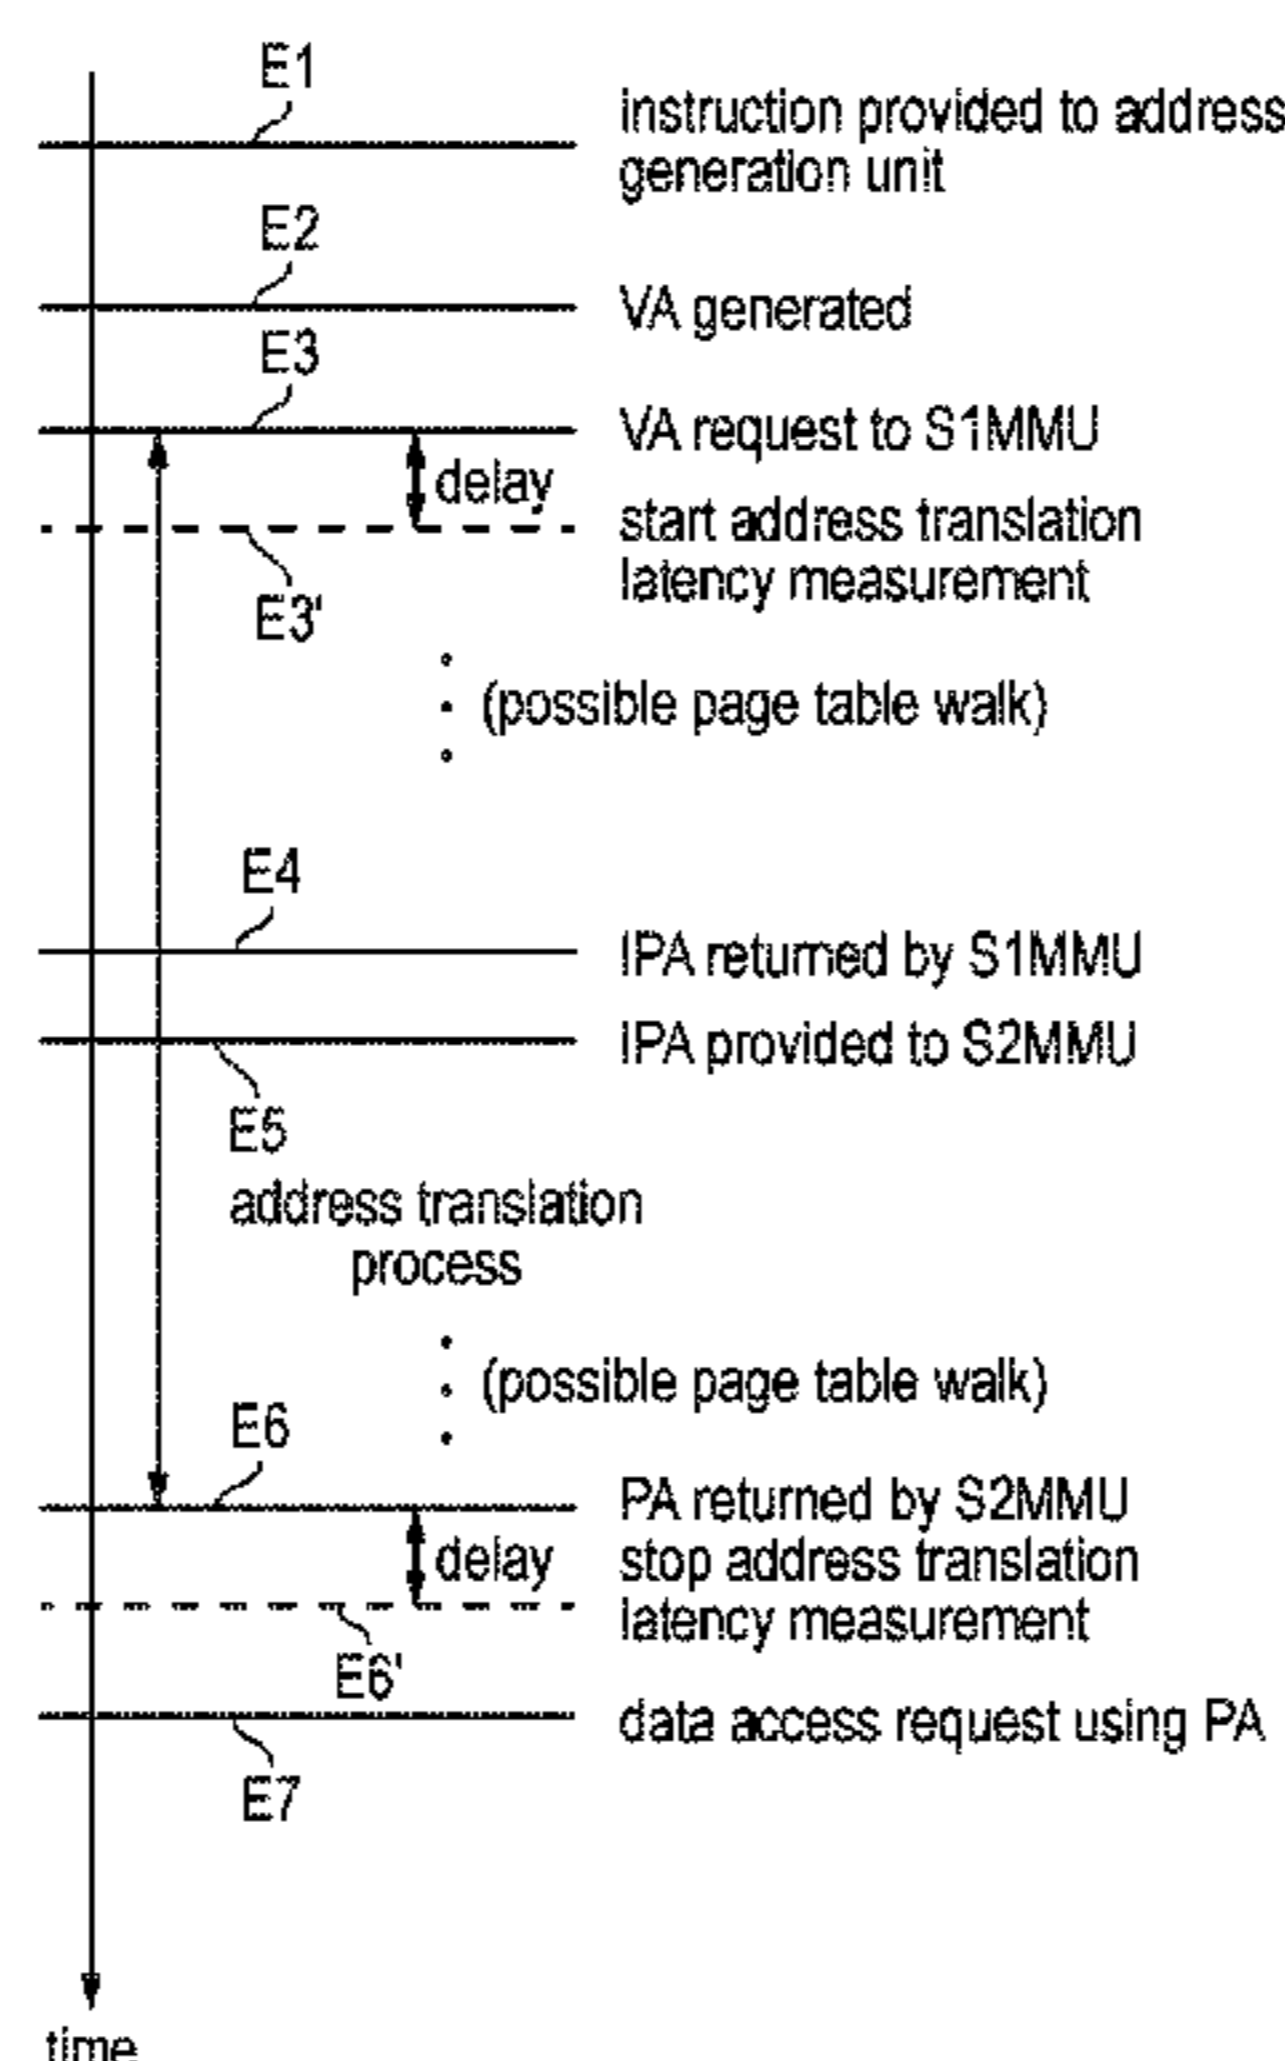 E1
instruction provided to address
generation unit
E2
VA generated
E3
VA request to S1MMU
delay
start address translation
latency measurement
E3'
(possible page table walk)
E4
IPA returned by S1MMU
IPA provided to S2MMU
E5
address translation
process
(possible page table walk)
E6
PA returned by S2MMU
delay
stop address translation
latency measurement
E6'
data access request using PA
E7
time